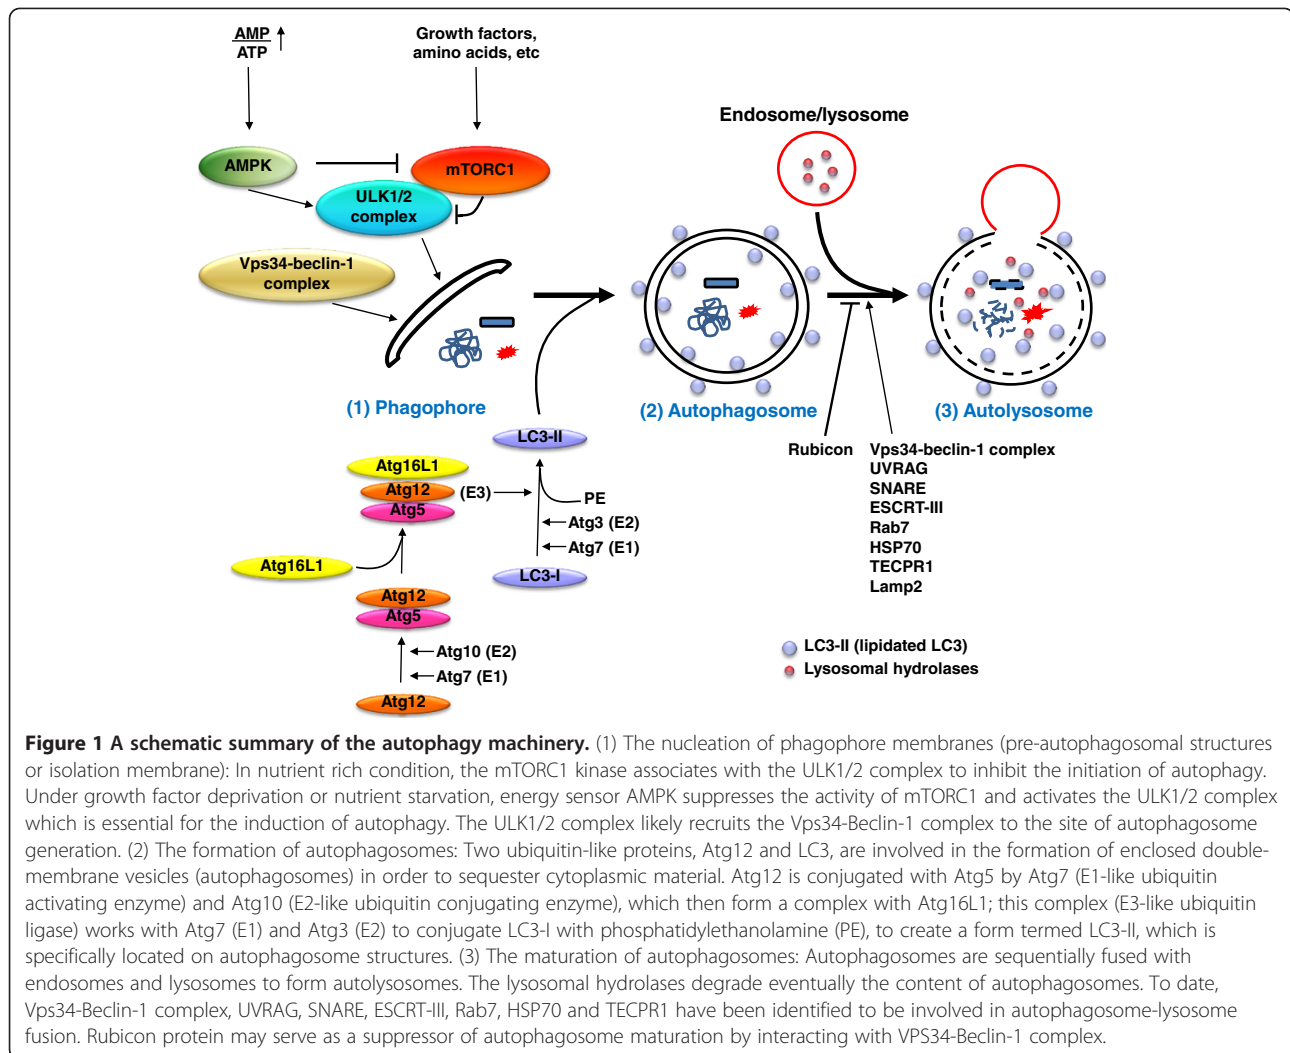 AMP
ATP
Growth factors,
amino acids, etc
Endosome/lysosome
AMPK
mTORC1
ULK1/2
complex
Vps34-beclin-1
complex
(1) Phagophore
(2) Autophagosome
(3) Autolysosome
LC3-II
Rubicon
Vps34-beclin-1 complex
UVRAG
SNARE
ESCRT-III
Rab7
HSP70
TECPR1
Lamp2
Atg16L1
Atg12
(E3)
Atg5
PE
Atg3 (E2)
Atg7 (E1)
LC3-I
Atg16L1
Atg12
Atg5
Atg10 (E2)
Atg7 (E1)
Atg12
LC3-II (lipidated LC3)
Lysosomal hydrolases
Figure 1 A schematic summary of the autophagy machinery. (1) The nucleation of phagophore membranes (pre-autophagosomal structures
or isolation membrane): In nutrient rich condition, the mTORC1 kinase associates with the ULK1/2 complex to inhibit the initiation of autophagy.
Under growth factor deprivation or nutrient starvation, energy sensor AMPK suppresses the activity of mTORC1 and activates the ULK1/2 complex
which is essential for the induction of autophagy. The ULK1/2 complex likely recruits the Vps34-Beclin-1 complex to the site of autophagosome
generation. (2) The formation of autophagosomes: Two ubiquitin-like proteins, Atg12 and LC3, are involved in the formation of enclosed double-
membrane vesicles (autophagosomes) in order to sequester cytoplasmic material. Atg12 is conjugated with Atg5 by Atg7 (E1-like ubiquitin
activating enzyme) and Atg10 (E2-like ubiquitin conjugating enzyme), which then form a complex with Atg16L1; this complex (E3-like ubiquitin
ligase) works with Atg7 (E1) and Atg3 (E2) to conjugate LC3-I with phosphatidylethanolamine (PE), to create a form termed LC3-II, which is
specifically located on autophagosome structures. (3) The maturation of autophagosomes: Autophagosomes are sequentially fused with
endosomes and lysosomes to form autolysosomes. The lysosomal hydrolases degrade eventually the content of autophagosomes. To date,
Vps34-Beclin-1 complex, UVRAG, SNARE, ESCRT-III, Rab7, HSP70 and TECPR1 have been identified to be involved in autophagosome-lysosome
fusion. Rubicon protein may serve as a suppressor of autophagosome maturation by interacting with VPS34-Beclin-1 complex.